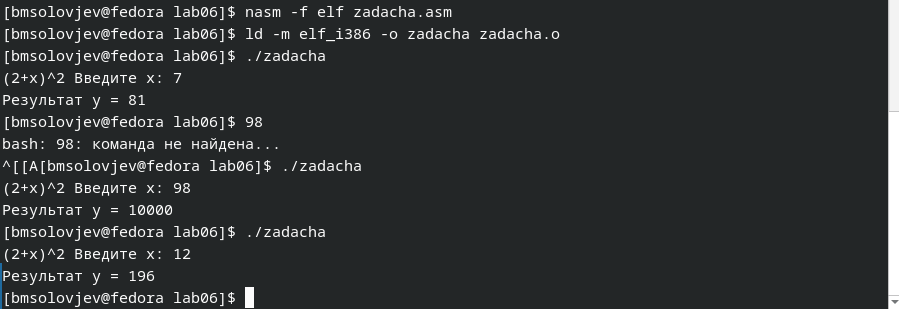 [bmsolovjev@fedora lab06]$ nasm -f elf zadacha.asm
[bmsolovjev@fedora lab06]$ ld -m elf_i386 -o zadacha zadacha.o
[bmsolovjev@fedora lab06]$ ./zadacha
(2+x)^2 Введите x: 7
Результат y = 81
[bmsolovjev@fedora lab06]$ 98
bash: 98: команда не найдена...
^[[A[bmsolovjev@fedora lab06]$ ./zadacha
(2+x)^2 Введите x: 98
Результат y = 10000
[bmsolovjev@fedora lab06]$ ./zadacha
(2+x)^2 Введите x: 12
Результат y = 196
[bmsolovjev@fedora lab06]$